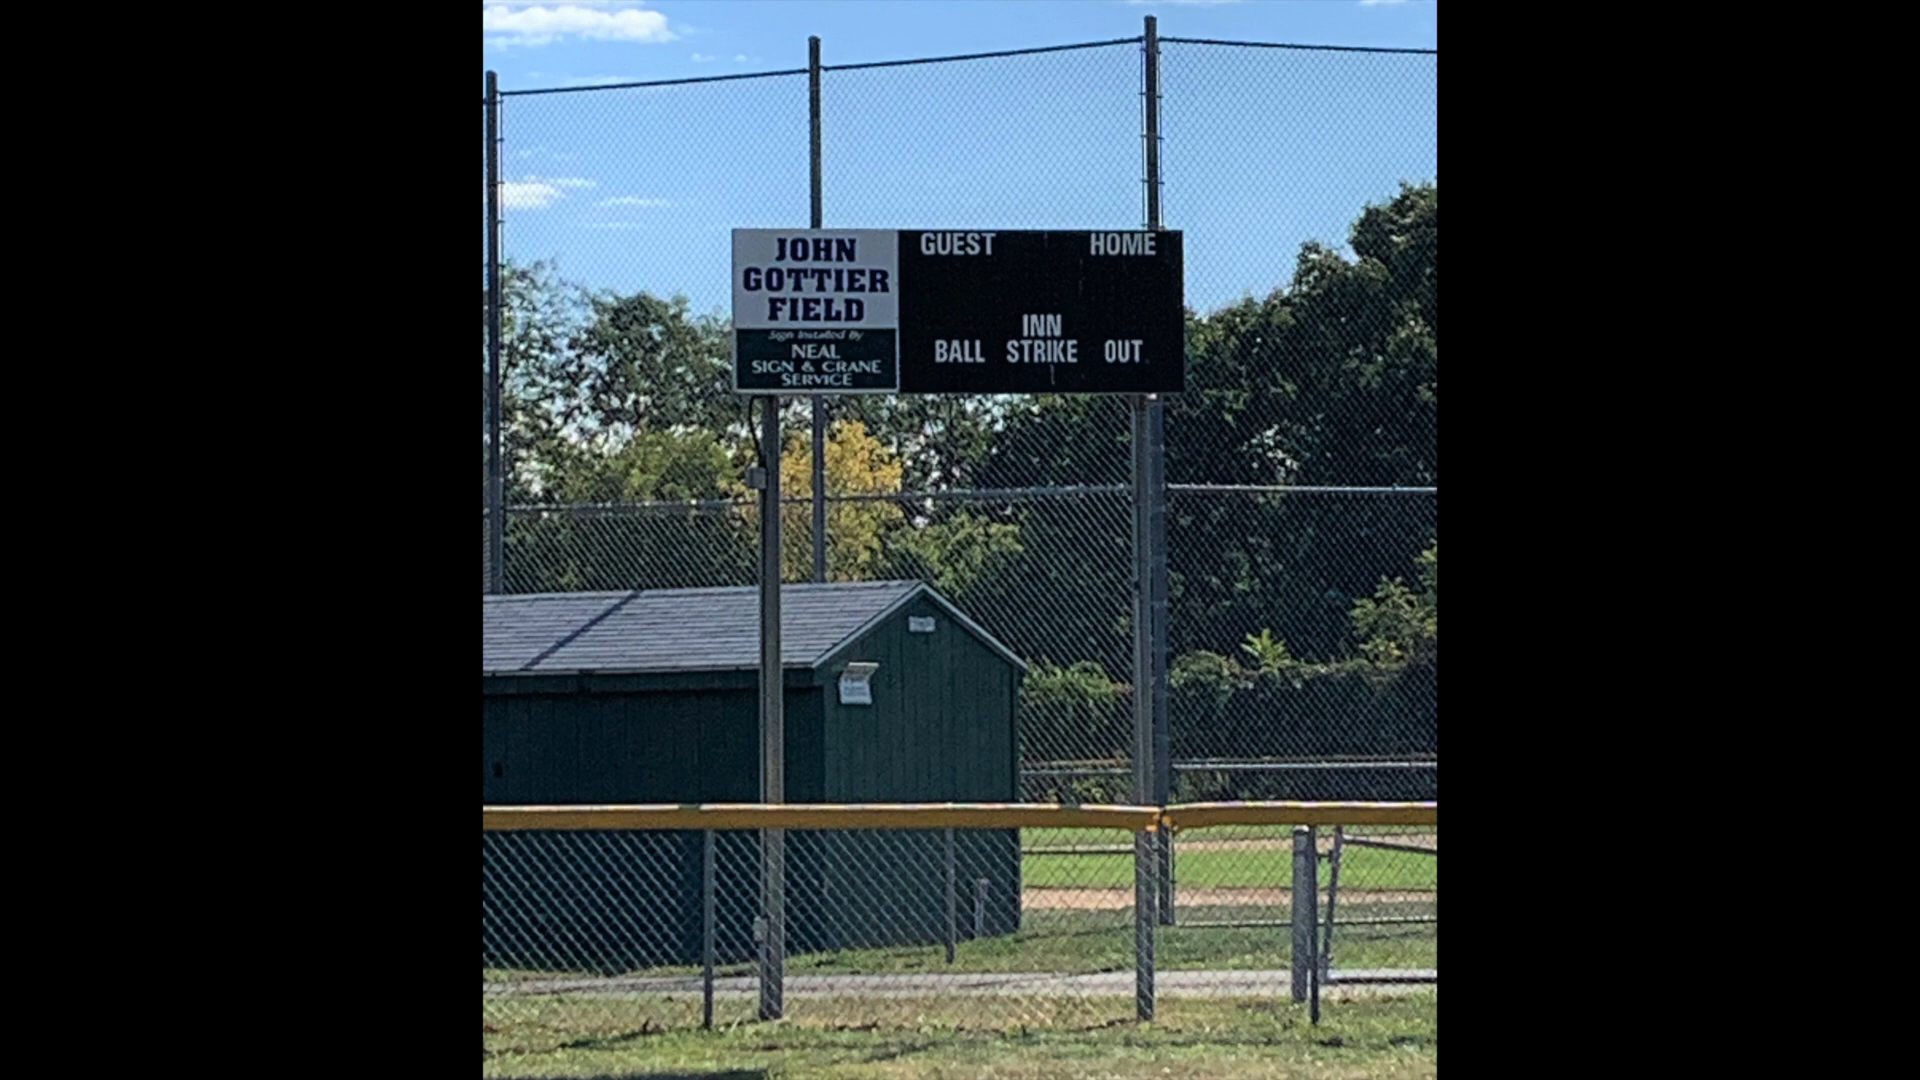 JOHN
GOTTIER
FIELD
Sign Installed By
NEAL
SIGN & CRANE
SERVICE
GUEST HOME
INN
BALL STRIKE OUT